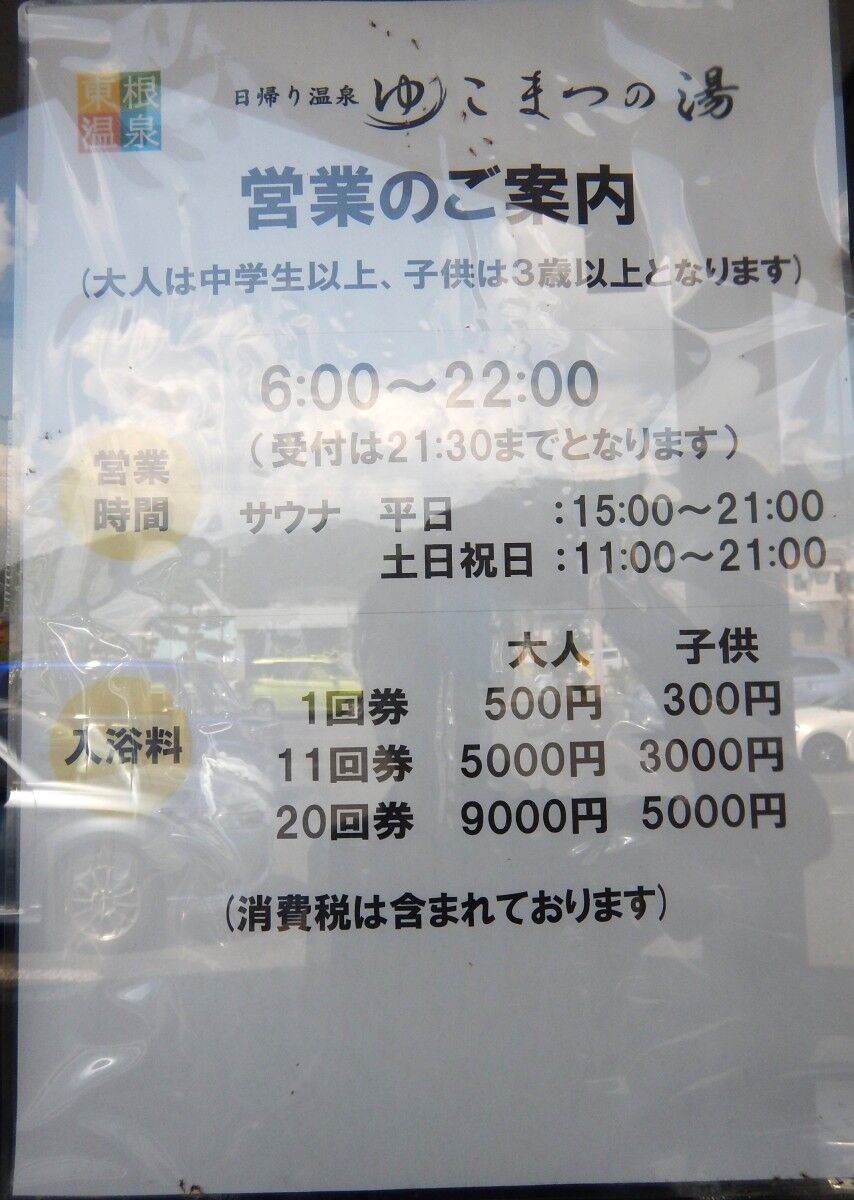 東根
温泉
日帰り温泉 ゆこまつの湯
営業のご案内
(大人は中学生以上、子供は3歳以上となります)
営業
時間
6:00～22:00
(受付は21:30までとなります)
サウナ 平日 :15:00～21:00
土日祝日 :11:00～21:00
入浴料
大人 子供
1回券 500円 300円
11回券 5000円 3000円
20回券 9000円 5000円
(消費税は含まれております)